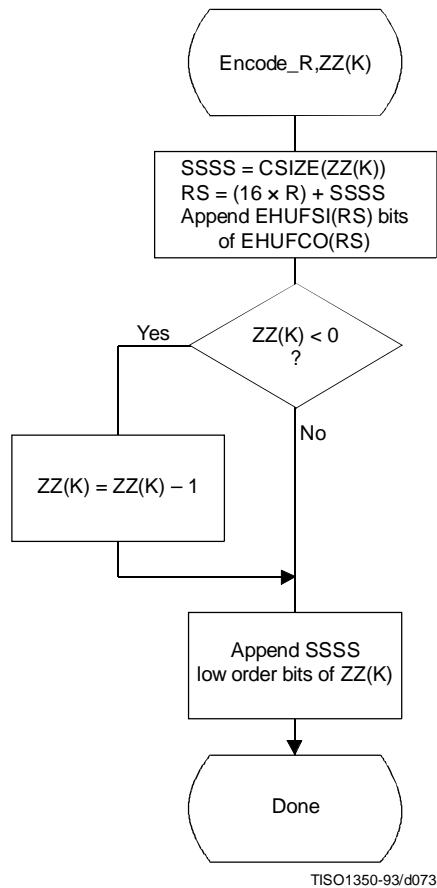 Encode_R,ZZ(K)
SSSS = CSIZE(ZZ(K))
RS = (16 × R) + SSSS
Append EHUFSI(RS) bits
of EHUFCO(RS)
ZZ(K) < 0
?
Yes
No
ZZ(K) = ZZ(K) – 1
Append SSSS
low order bits of ZZ(K)
Done
TISO1350-93/d073